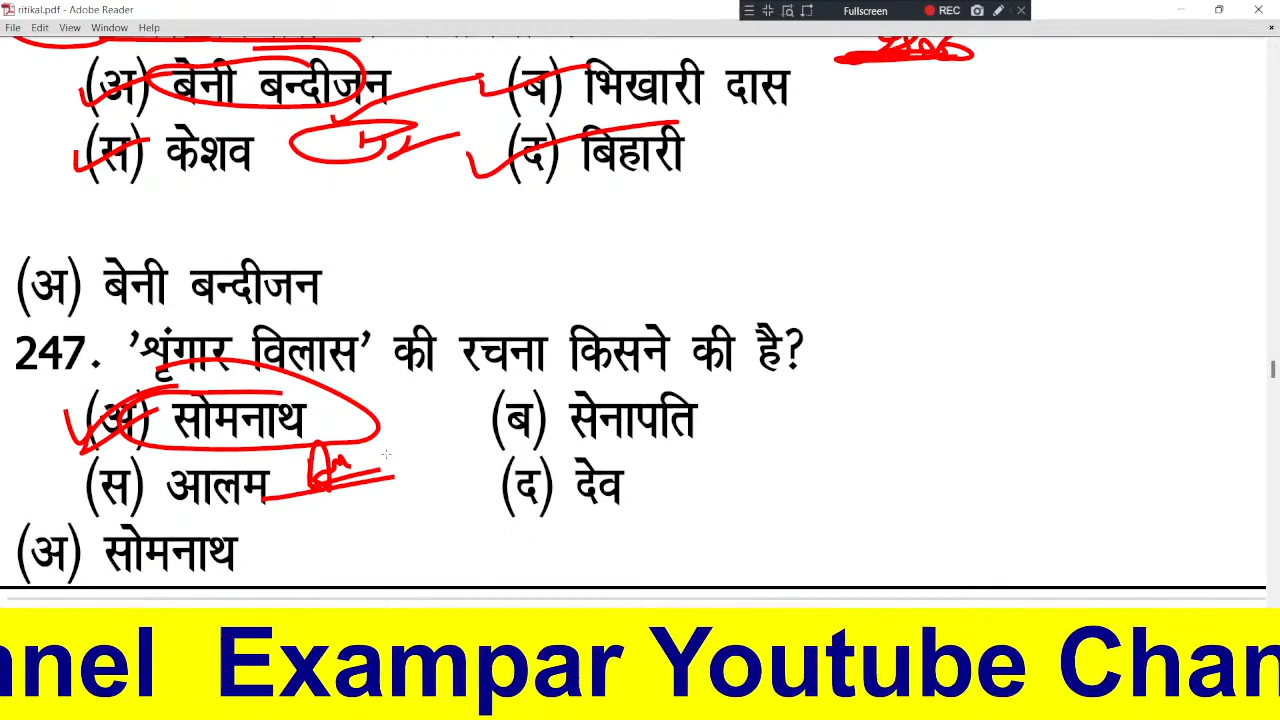 ritikal.pdf - Adobe Reader
Fullscreen REC
File Edit View Window Help
(अ) बेनी बन्दीजन (ब) भिखारी दास
(स) केशव (द) बिहारी
(अ) बेनी बन्दीजन
247. 'शृंगार विलास' की रचना किसने की है?
(अ) सोमनाथ (ब) सेनापति
(स) आलम (द) देव
(अ) सोमनाथ
nnel Exampar Youtube Chan